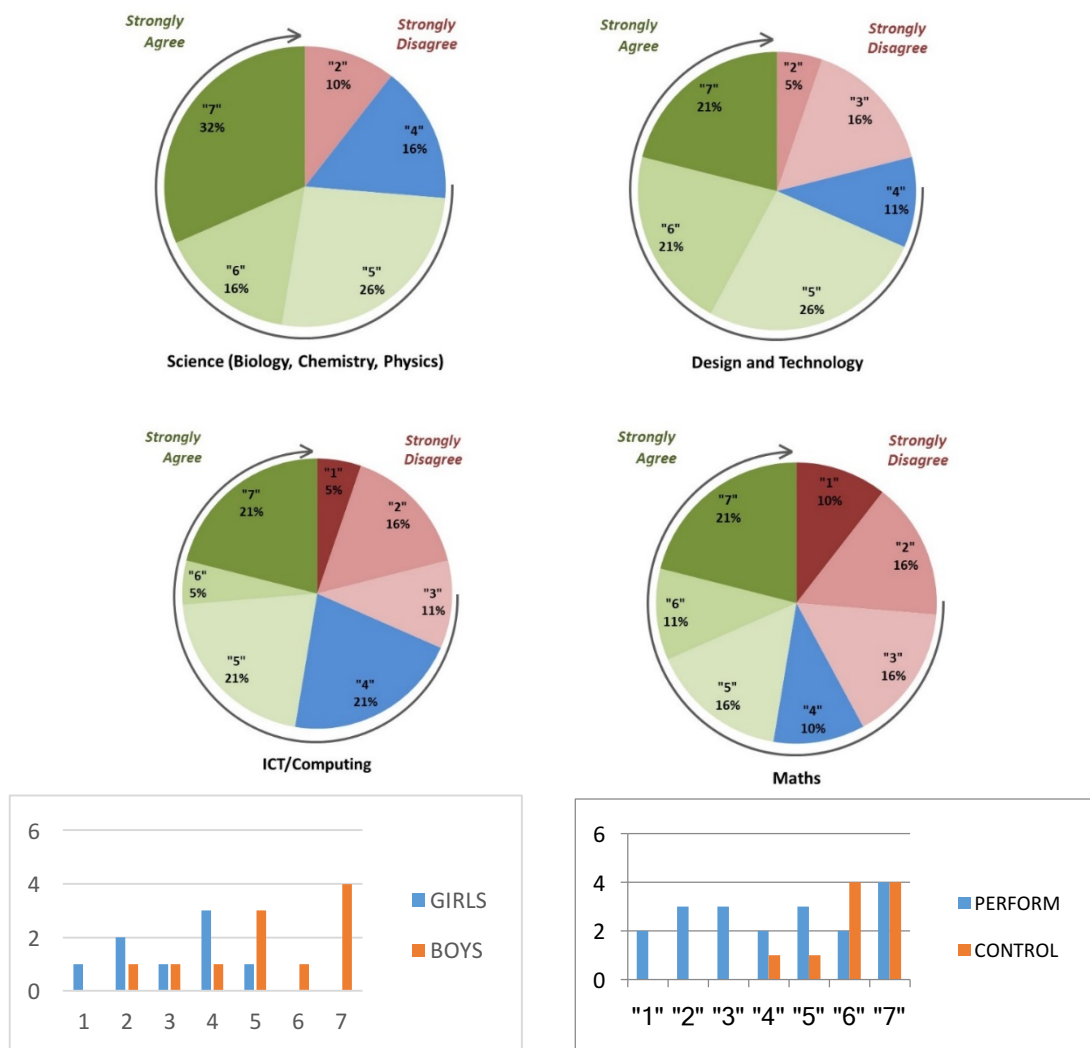 Strongly
Agree
Strongly
Disagree
"2"
10%
"4"
16%
"5"
26%
"6"
16%
"7"
32%
Science (Biology, Chemistry, Physics)
Strongly
Agree
Strongly
Disagree
"2"
5%
"3"
16%
"4"
11%
"5"
26%
"6"
21%
"7"
21%
Design and Technology
Strongly
Agree
Strongly
Disagree
"1"
5%
"2"
16%
"3"
11%
"4"
21%
"5"
21%
"6"
5%
"7"
21%
ICT/Computing
Strongly
Agree
Strongly
Disagree
"1"
10%
"2"
16%
"3"
16%
"4"
10%
"5"
16%
"6"
11%
"7"
21%
Maths
6
4
2
0
1 2 3 4 5 6 7
GIRLS
BOYS
6
4
2
0
"1" "2" "3" "4" "5" "6" "7"
PERFORM
CONTROL